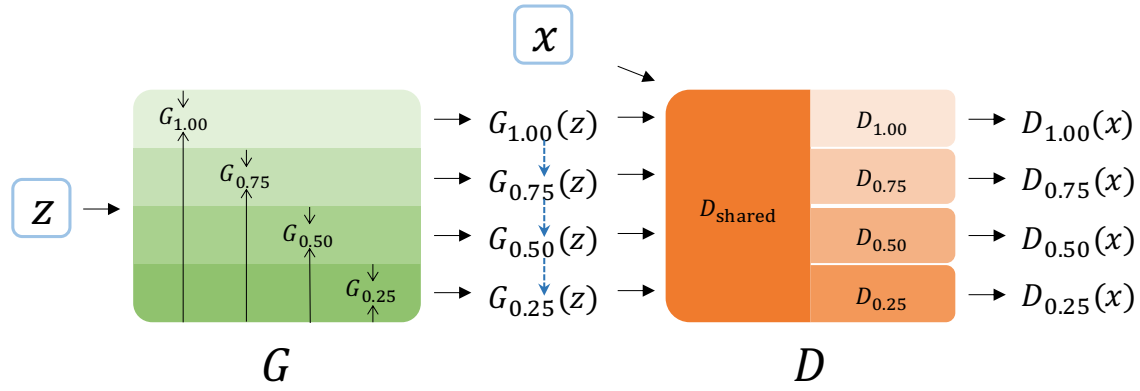 x
G₁.₀₀
G₁.₀₀(z)
D₁.₀₀
D₁.₀₀(x)
G₀.₇₅
G₀.₇₅(z)
D₀.₇₅
D₀.₇₅(x)
z
D_shared
G₀.₅₀
G₀.₅₀(z)
D₀.₅₀
D₀.₅₀(x)
G₀.₂₅
G₀.₂₅(z)
D₀.₂₅
D₀.₂₅(x)
G
D